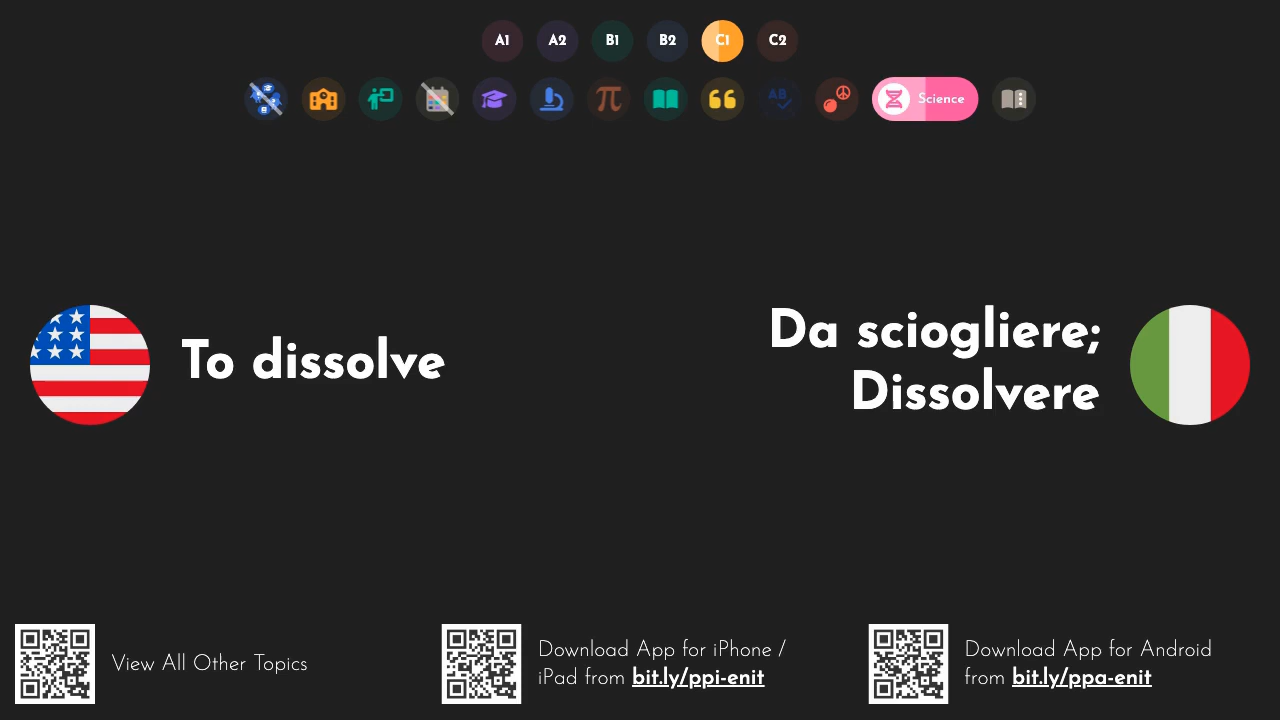 A1 A2 B1 B2 C1 C2
AB Science
To dissolve
Da sciogliere;
Dissolvere
View All Other Topics
Download App for iPhone /
iPad from bit.ly/ppi-enit
Download App for Android
from bit.ly/ppa-enit